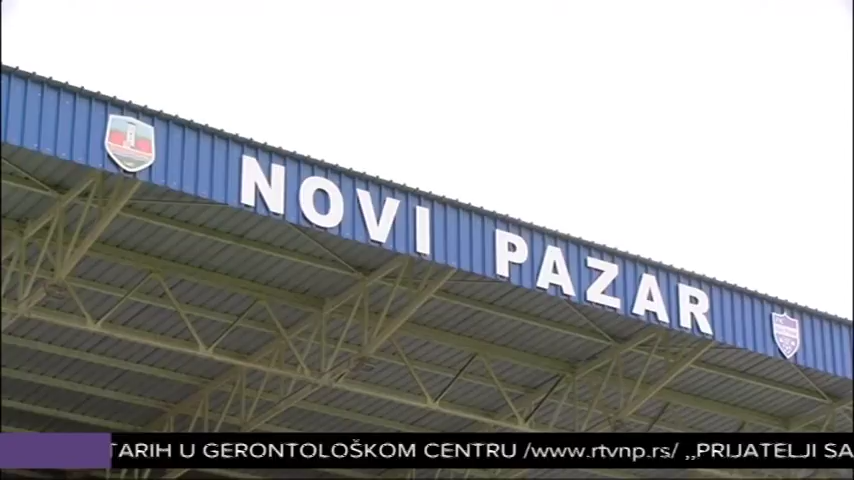 NOVI PAZAR
TARIH U GERONTOLOŠKOM CENTRU /www.rtvnp.rs/ ,,PRIJATELJI SA